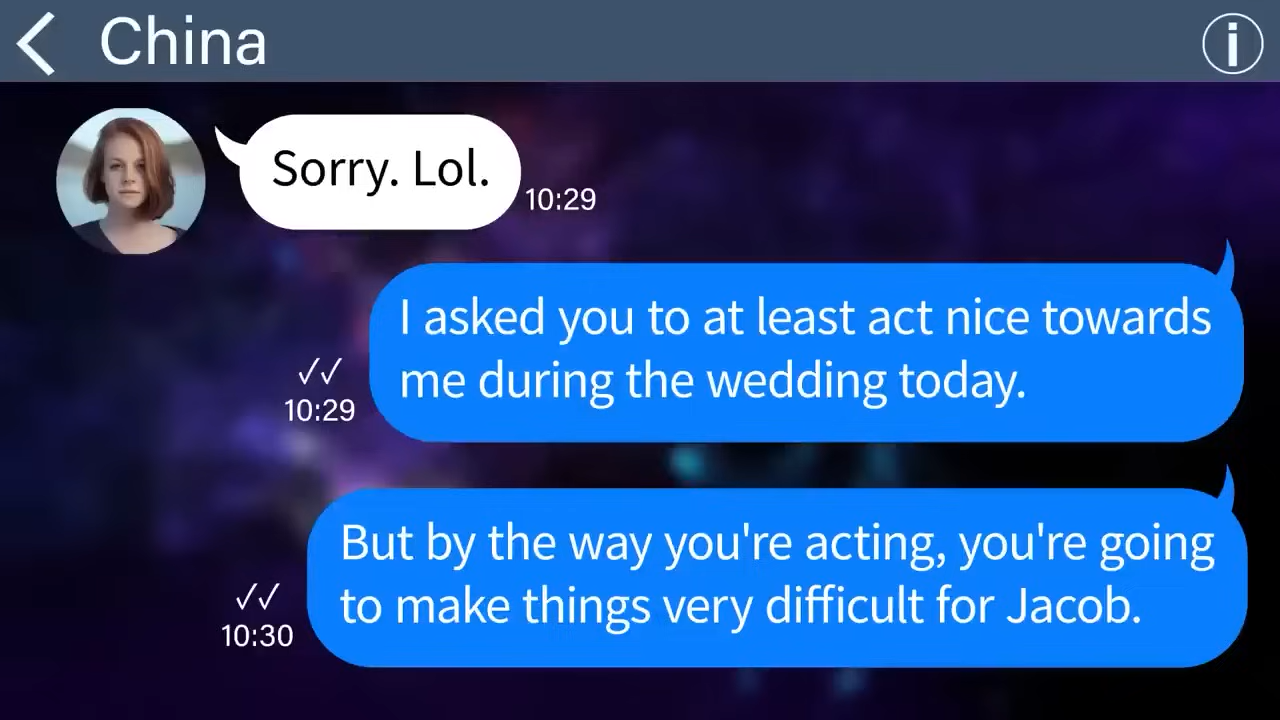 China
Sorry. Lol.
10:29
I asked you to at least act nice towards
me during the wedding today.
✓✓
10:29
But by the way you're acting, you're going
to make things very difficult for Jacob.
✓✓
10:30